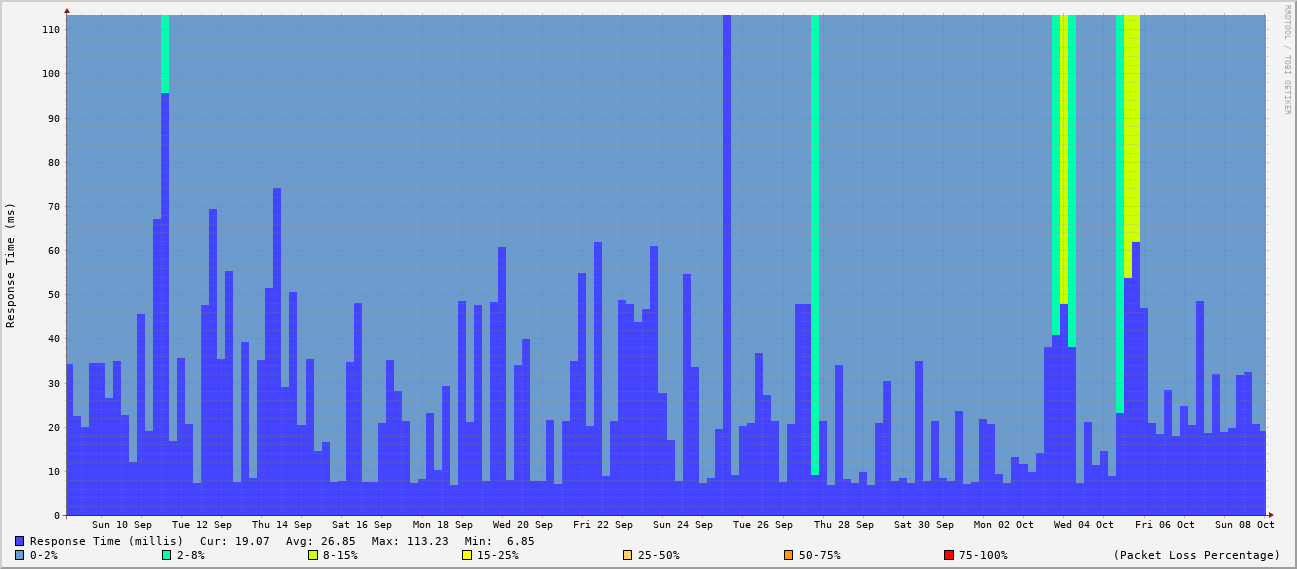 RRDTOOL / TOBI OETIKER
Response Time (ms)
110
100
90
80
70
60
50
40
30
20
10
0
Sun 10 Sep Tue 12 Sep Thu 14 Sep Sat 16 Sep Mon 18 Sep Wed 20 Sep Fri 22 Sep Sun 24 Sep Tue 26 Sep Thu 28 Sep Sat 30 Sep Mon 02 Oct Wed 04 Oct Fri 06 Oct Sun 08 Oct
Response Time (millis) Cur: 19.07 Avg: 26.85 Max: 113.23 Min: 6.85
0-2% 2-8% 8-15% 15-25% 25-50% 50-75% 75-100% (Packet Loss Percentage)